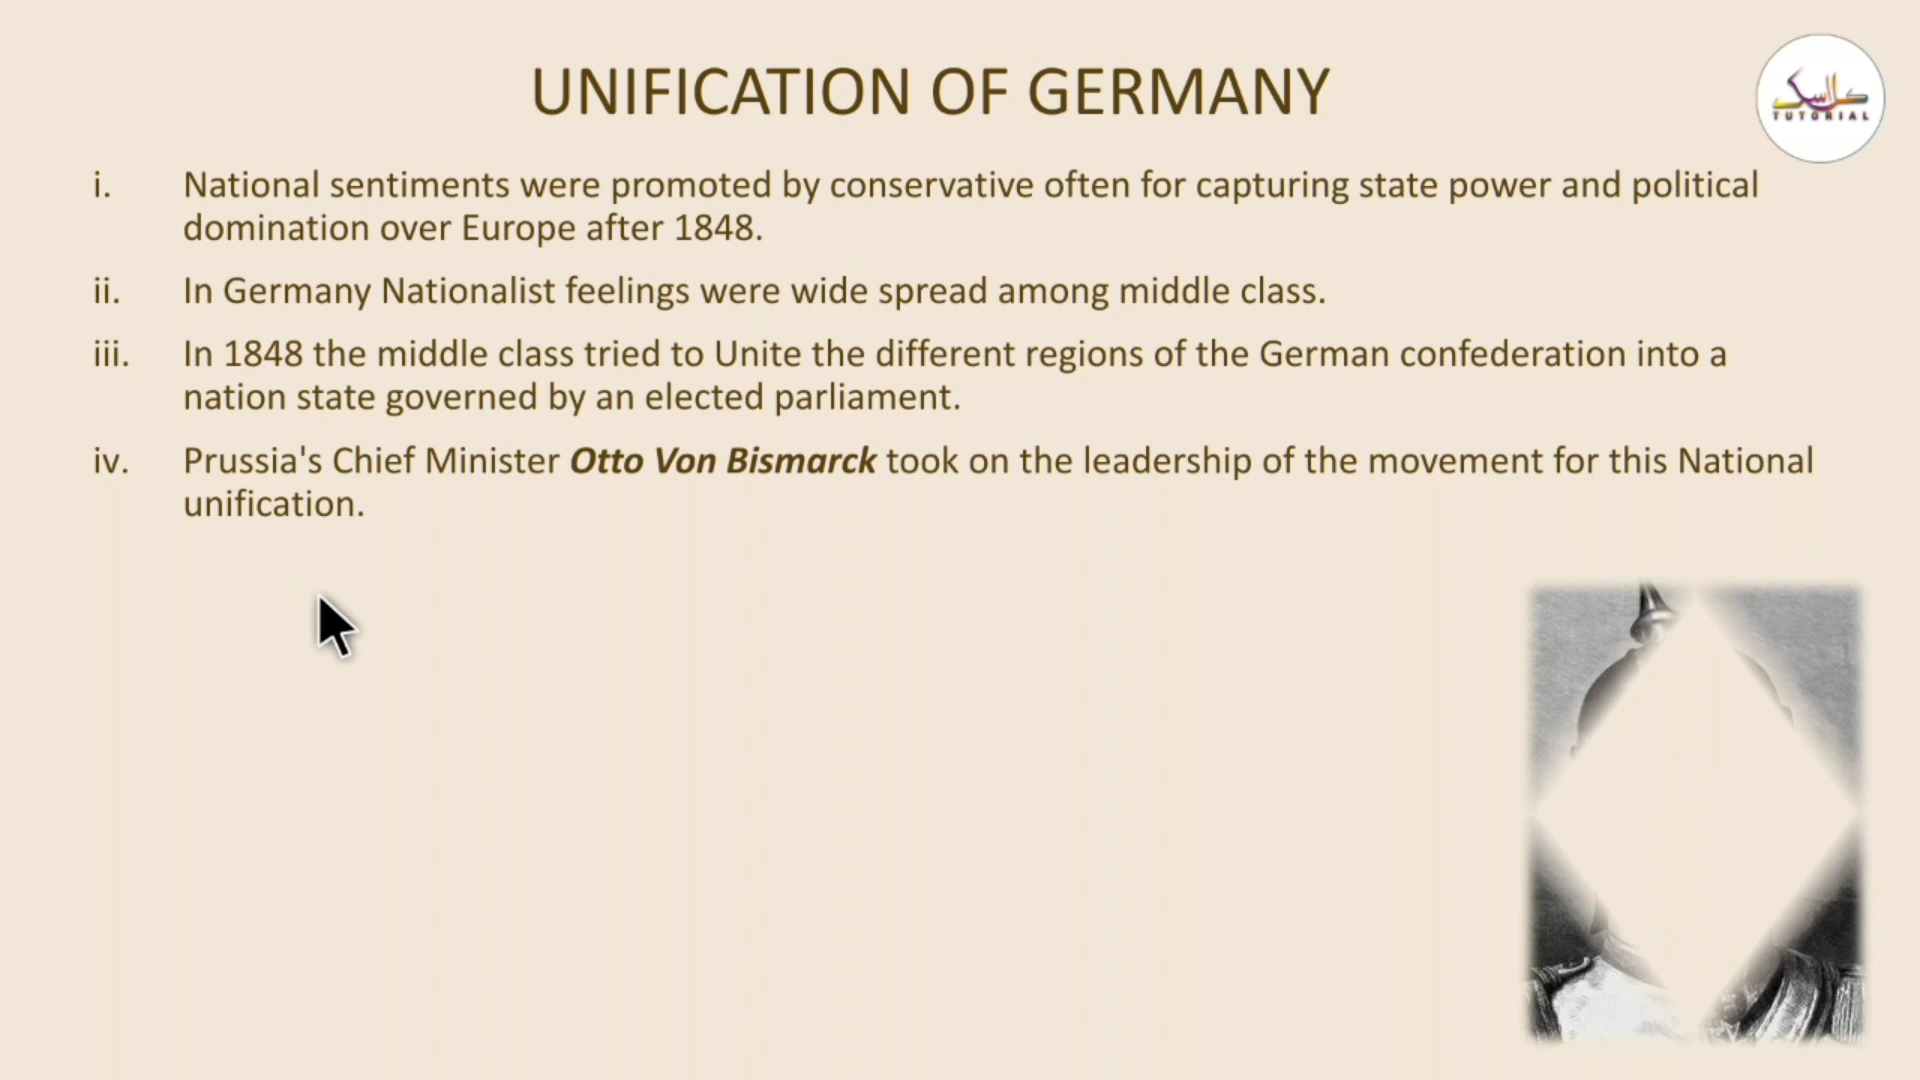 UNIFICATION OF GERMANY
کلاسک
TUTORIAL
i. National sentiments were promoted by conservative often for capturing state power and political
domination over Europe after 1848.
ii. In Germany Nationalist feelings were wide spread among middle class.
iii. In 1848 the middle class tried to Unite the different regions of the German confederation into a
nation state governed by an elected parliament.
iv. Prussia's Chief Minister Otto Von Bismarck took on the leadership of the movement for this National
unification.